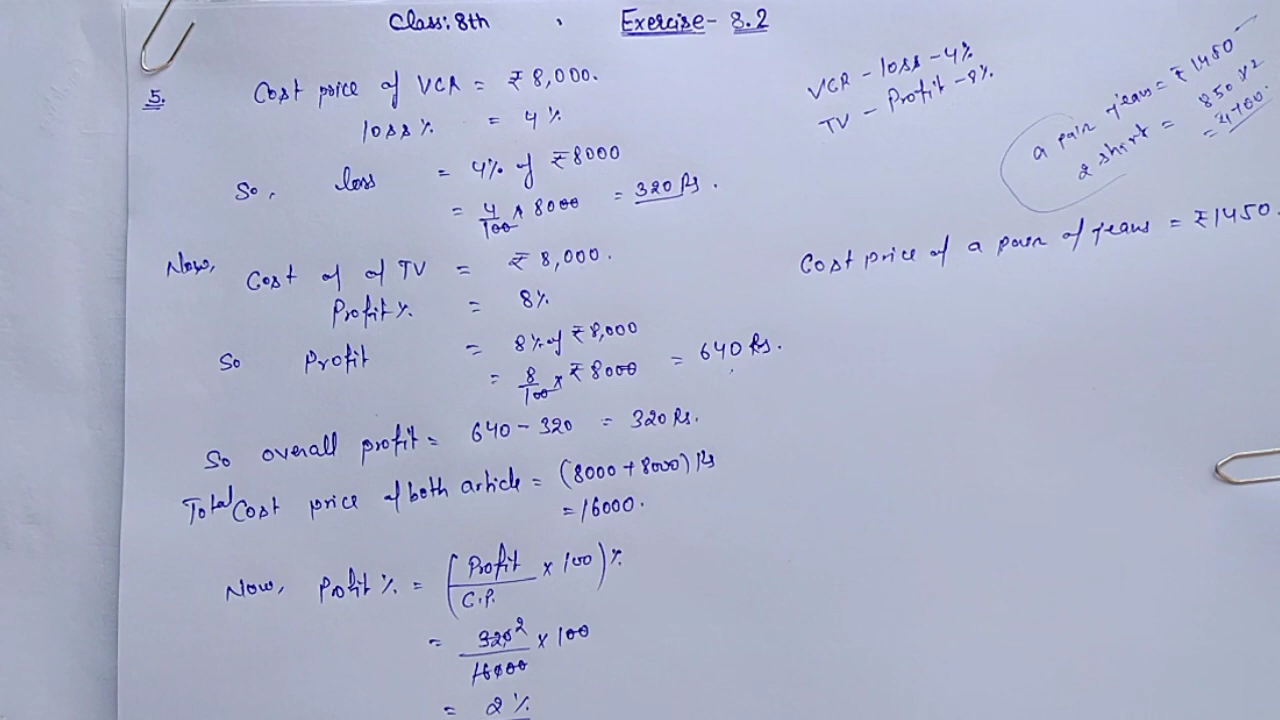 Class: 8th , Exercise- 8.2
5. Cost price of VCR = ₹ 8,000.
loss % = 4 %
So, loss = 4% of ₹8000
= 4/100 × 8000 = 320 Rs.
Now, Cost of of TV = ₹ 8,000.
Profit % = 8%
So Profit = 8% of ₹8,000
= 8/100 × ₹8000 = 640 Rs.
So overall profit = 640 - 320 = 320 Rs.
Total Cost price of both article = (8000 + 8000) Rs
= 16000.
Now, Profit % = (Profit/C.P. × 100) %
= 320/16000 × 100
2
= 2 %
VCR - loss - 4%
TV - Profit - 8%
a pair jeans = ₹ 1450
2 shirt = 850 × 2
= 1700.
Cost price of a pair of jeans = ₹1450.